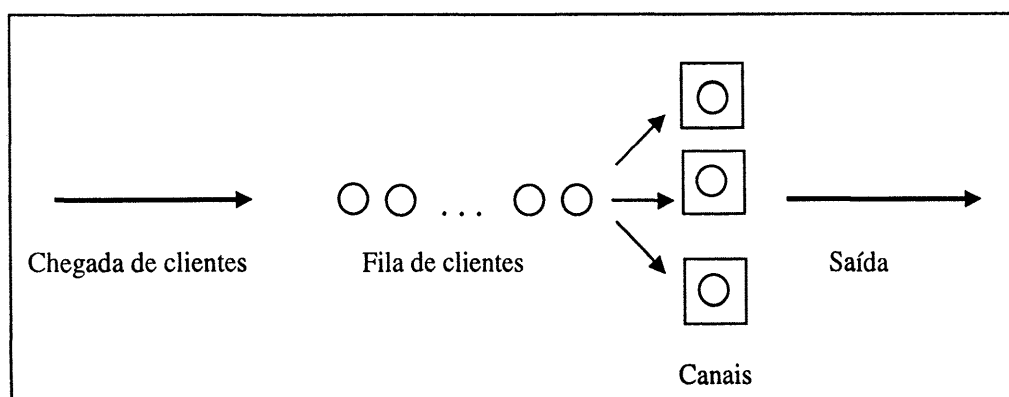 . . .
Chegada de clientes
Fila de clientes
Saída
Canais